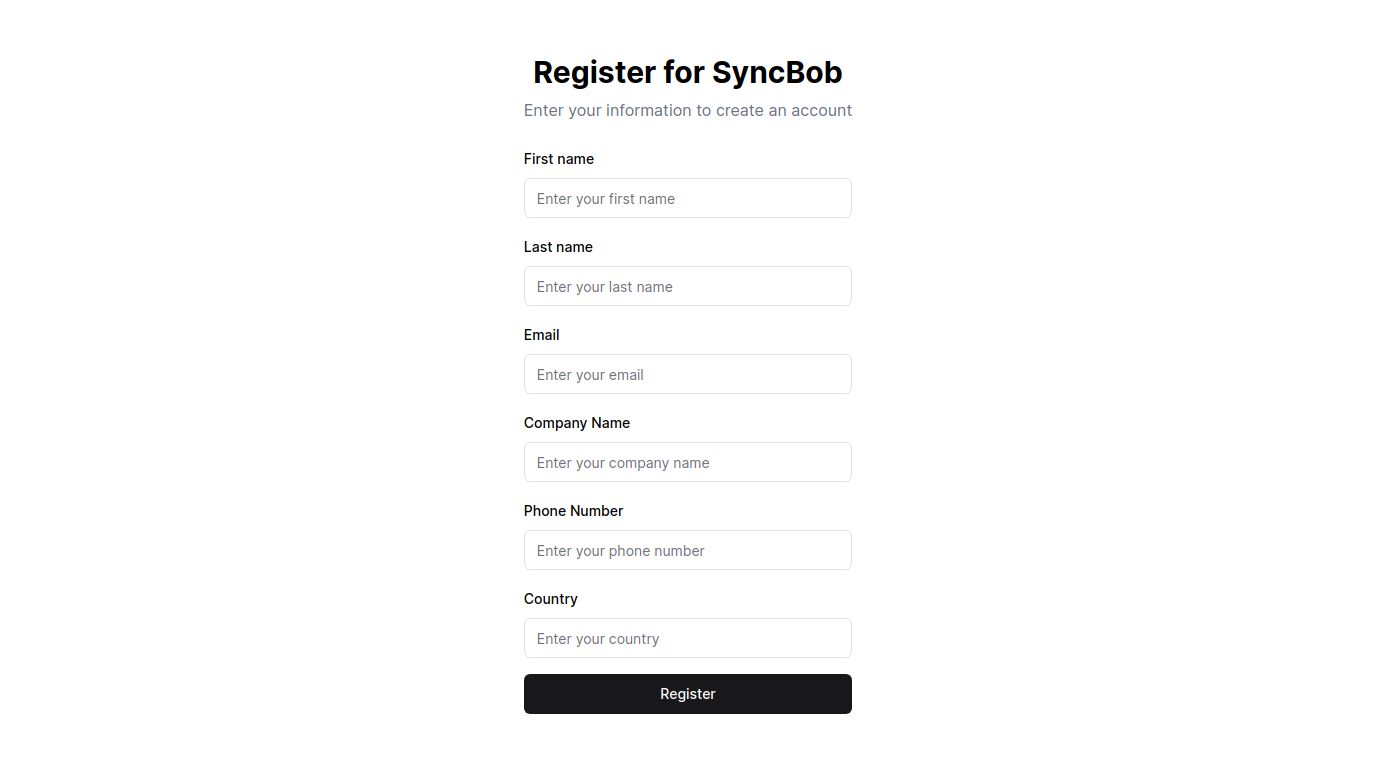 Register for SyncBob
Enter your information to create an account
First name
Enter your first name
Last name
Enter your last name
Email
Enter your email
Company Name
Enter your company name
Phone Number
Enter your phone number
Country
Enter your country
Register